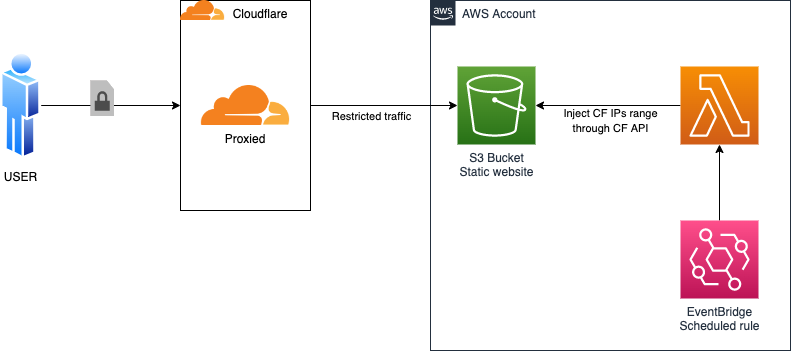 Cloudflare
aws
AWS Account
Proxied
Restricted traffic
Inject CF IPs range
through CF API
USER
S3 Bucket
Static website
EventBridge
Scheduled rule